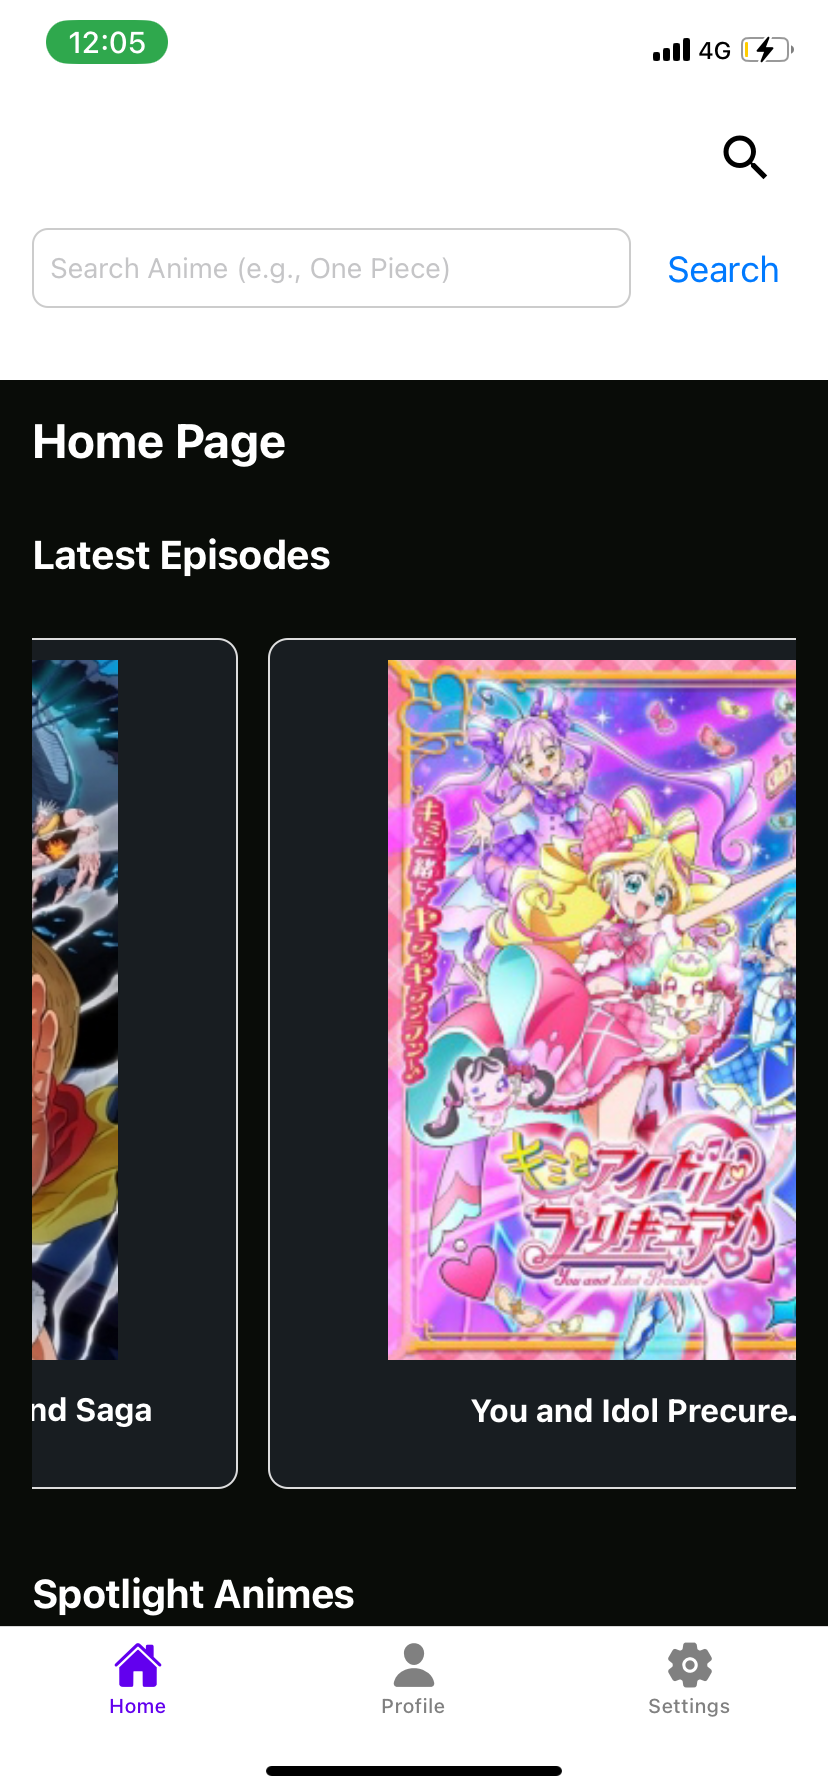 12:05
4G
Search Anime (e.g., One Piece)
Search
Home Page
Latest Episodes
キミと一緒に！キラッキランラン♪
キミとアイドル
プリキュア♪
You and Idol Precure♪
nd Saga
You and Idol Precure
Spotlight Animes
Home
Profile
Settings